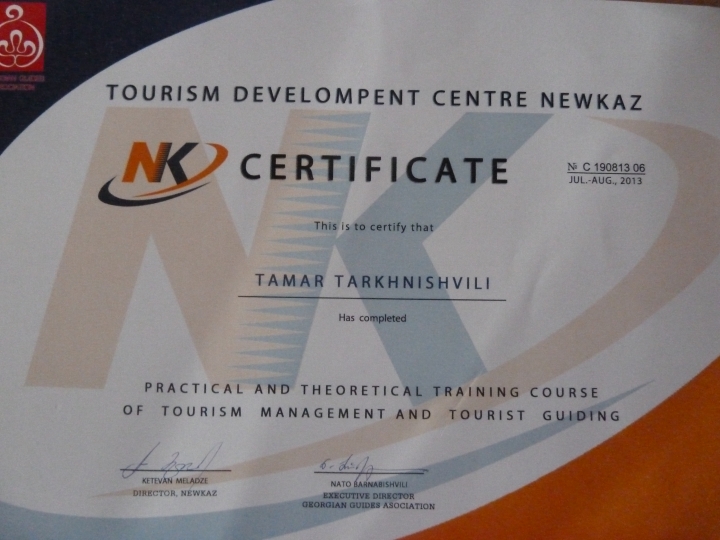 GUIDES
TOURISM DEVELOMPENT CENTRE NEWKAZ
NK CERTIFICATE
№ C 190813 06
JUL.-AUG., 2013
This is to certify that
TAMAR TARKHNISHVILI
Has completed
PRACTICAL AND THEORETICAL TRAINING COURSE
OF TOURISM MANAGEMENT AND TOURIST GUIDING
KETEVAN MELADZE
DIRECTOR, NEWKAZ
NATO BARNABISHVILI
EXECUTIVE DIRECTOR
GEORGIAN GUIDES ASOCIATION